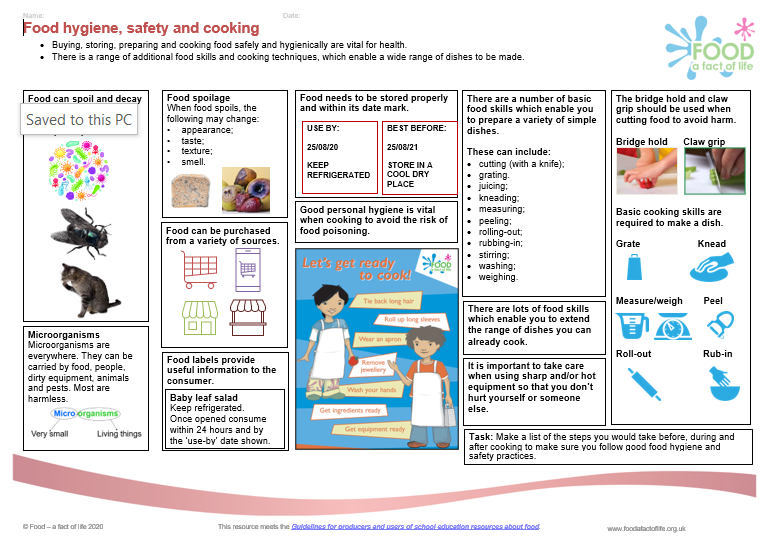 Name:
Date:
Food hygiene, safety and cooking
• Buying, storing, preparing and cooking food safely and hygienically are vital for health.
• There is a range of additional food skills and cooking techniques, which enable a wide range of dishes to be made.
FOOD
a fact of life
Food can spoil and decay
Saved to this PC
Microorganisms
Microorganisms are
everywhere. They can be
carried by food, people,
dirty equipment, animals
and pests. Most are
harmless.
Micro organisms
Very small
Living things
Food spoilage
When food spoils, the
following may change:
• appearance;
• taste;
• texture;
• smell.
Food can be purchased
from a variety of sources.
Food labels provide
useful information to the
consumer.
Baby leaf salad
Keep refrigerated.
Once opened consume
within 24 hours and by
the 'use-by' date shown.
Food needs to be stored properly
and within its date mark.
USE BY:
25/08/20
KEEP
REFRIGERATED
BEST BEFORE:
25/08/21
STORE IN A
COOL DRY
PLACE
Good personal hygiene is vital
when cooking to avoid the risk of
food poisoning.
Let's get ready
to cook!
Tie back long hair
Roll up long sleeves
Wear an apron
Remove
jewellery
Wash your hands
Get ingredients ready
Get equipment ready
There are a number of basic
food skills which enable you
to prepare a variety of simple
dishes.
These can include:
• cutting (with a knife);
• grating.
• juicing;
• kneading;
• measuring;
• peeling;
• rolling-out;
• rubbing-in;
• stirring;
• washing;
• weighing.
There are lots of food skills
which enable you to extend
the range of dishes you can
already cook.
It is important to take care
when using sharp and/or hot
equipment so that you don't
hurt yourself or someone
else.
The bridge hold and claw
grip should be used when
cutting food to avoid harm.
Bridge hold
Claw grip
Basic cooking skills are
required to make a dish.
Grate
Knead
Measure/weigh
Peel
Roll-out
Rub-in
Task: Make a list of the steps you would take before, during and
after cooking to make sure you follow good food hygiene and
safety practices.
© Food – a fact of life 2020
This resource meets the Guidelines for producers and users of school education resources about food.
www.foodafactoflife.org.uk